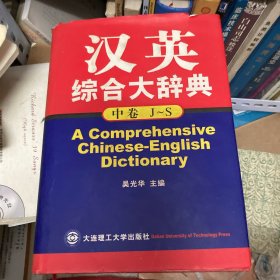 汉英
综合大辞典
中卷 J~S
A Comprehensive
Chinese-English
Dictionary
吴光华 主编
大连理工大学出版社
Dalian University of Technology Press